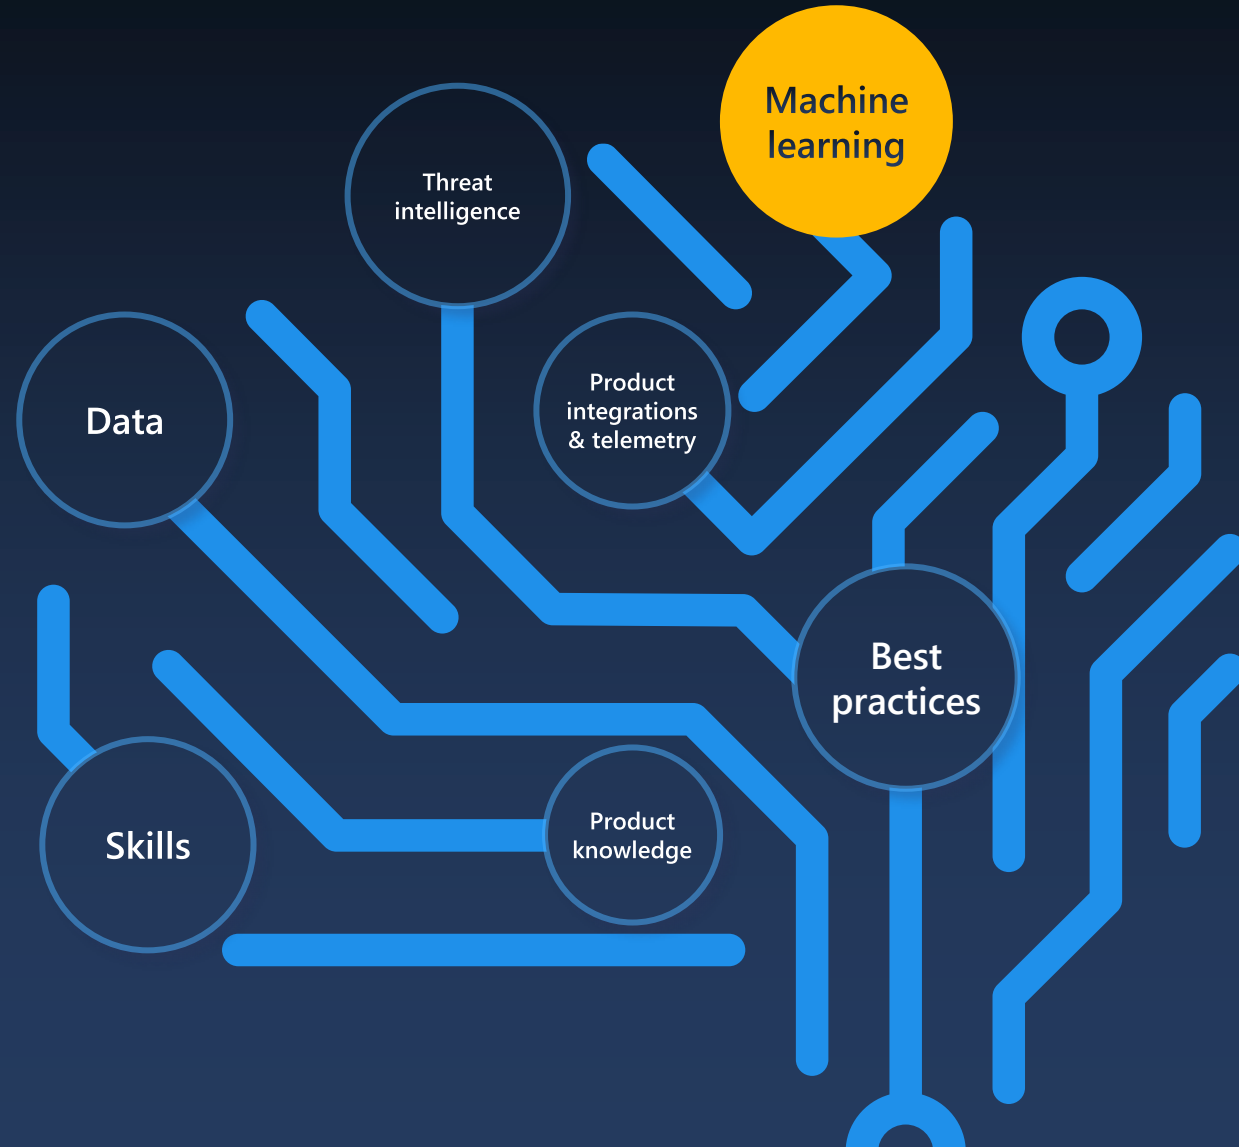 Machine
learning
Threat
intelligence
Product
integrations
& telemetry
Data
Best
practices
Product
knowledge
Skills